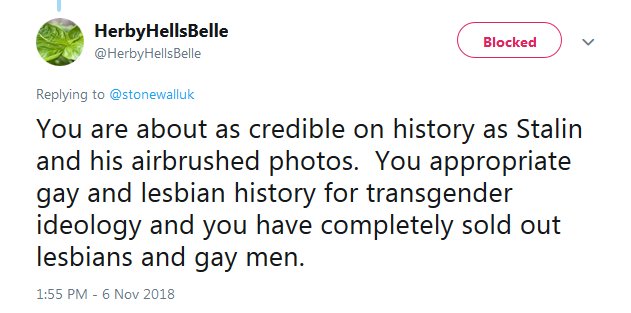 HerbyHellsBelle
@HerbyHellsBelle
Blocked
Replying to @stonewalluk
You are about as credible on history as Stalin
and his airbrushed photos.  You appropriate
gay and lesbian history for transgender
ideology and you have completely sold out
lesbians and gay men.
1:55 PM - 6 Nov 2018